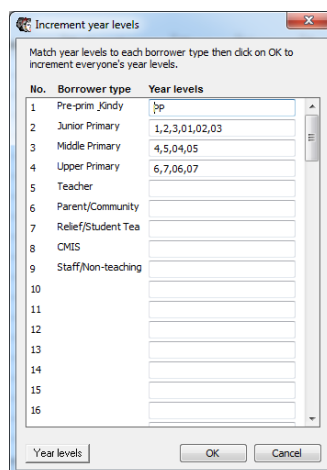 Increment year levels
Match year levels to each borrower type then click on OK to
increment everyone's year levels.
No. Borrower type Year levels
1 Pre-prim_Kindy pp
2 Junior Primary 1,2,3,01,02,03
3 Middle Primary 4,5,04,05
4 Upper Primary 6,7,06,07
5 Teacher
6 Parent/Community
7 Relief/Student Tea
8 CMIS
9 Staff/Non-teaching
10
11
12
13
14
15
16
Year levels OK Cancel